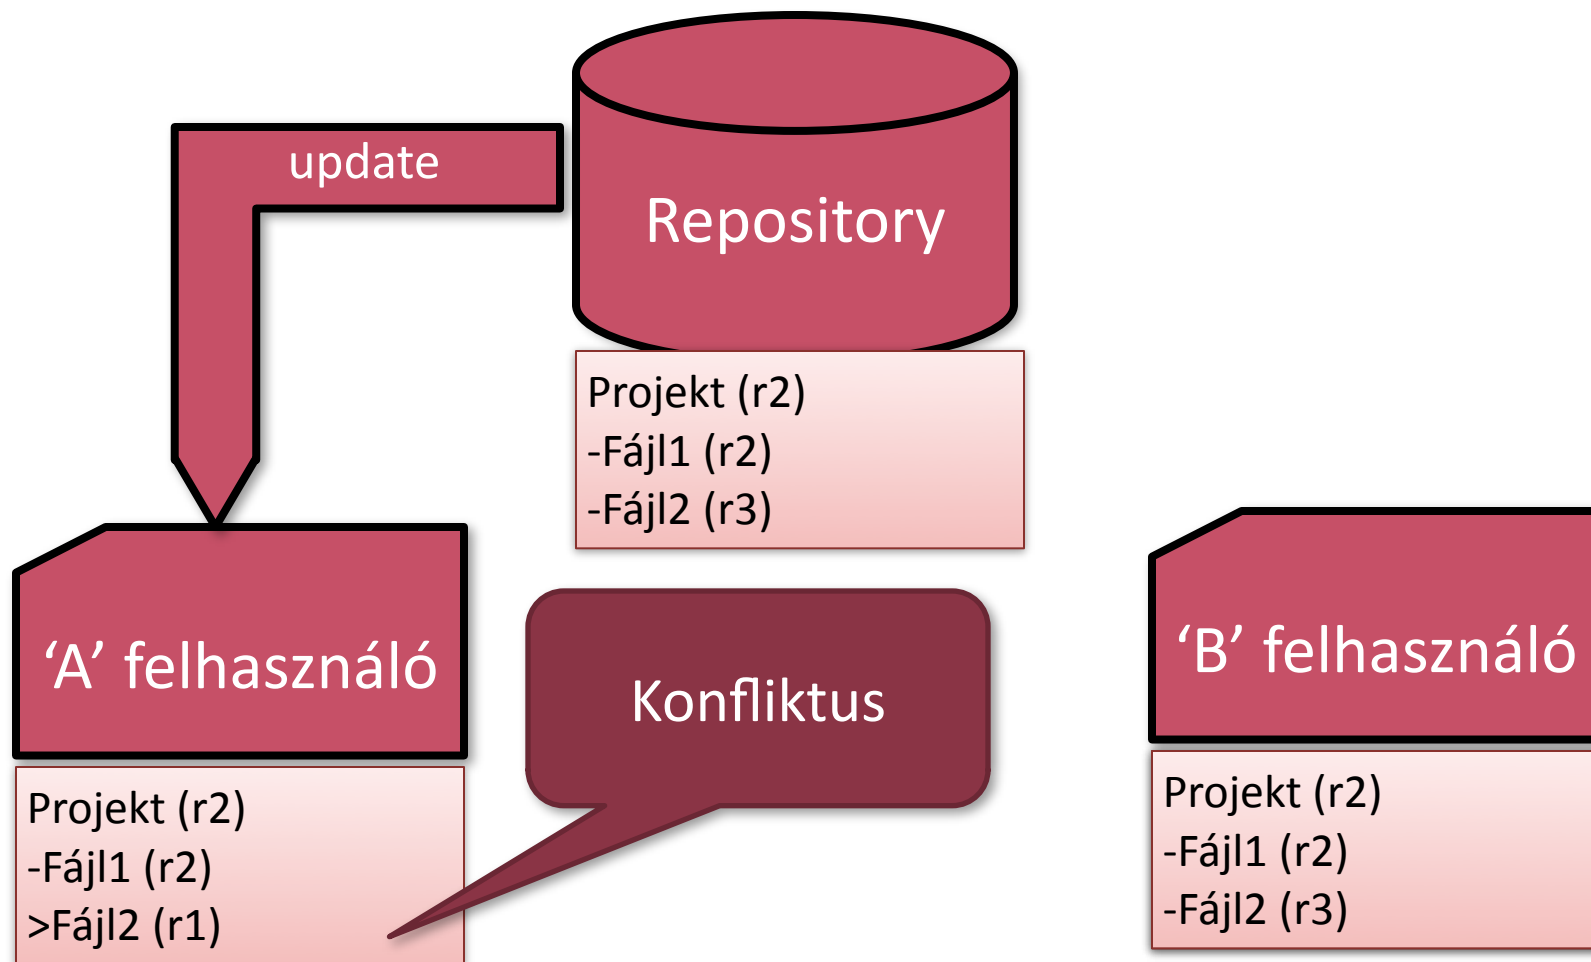 update
Repository
Projekt (r2)
-Fájl1 (r2)
-Fájl2 (r3)
‘A’ felhasználó
Projekt (r2)
-Fájl1 (r2)
>Fájl2 (r1)
Konfliktus
‘B’ felhasználó
Projekt (r2)
-Fájl1 (r2)
-Fájl2 (r3)